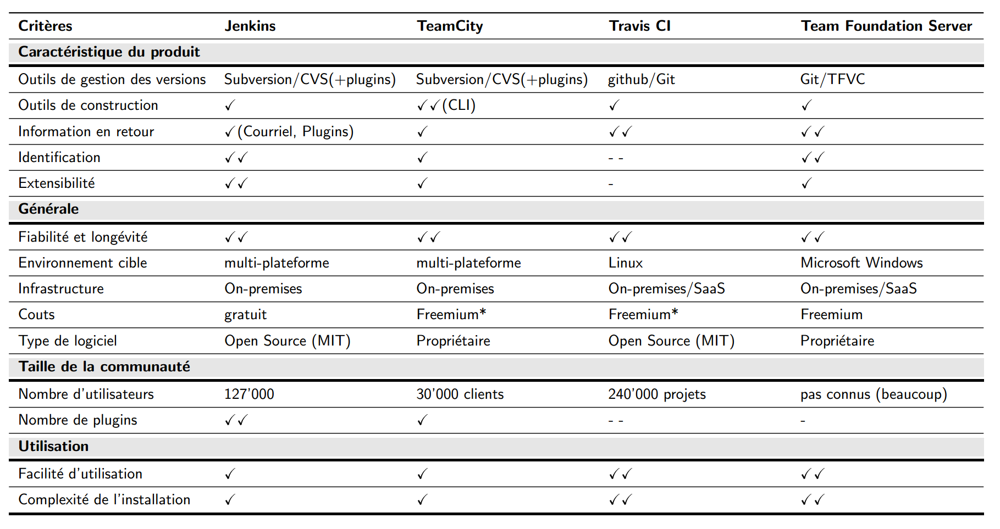 Critères Jenkins TeamCity Travis CI Team Foundation Server
Caractéristique du produit
Outils de gestion des versions Subversion/CVS(+plugins) Subversion/CVS(+plugins) github/Git Git/TFVC
Outils de construction ✓ ✓✓(CLI) ✓ ✓
Information en retour ✓(Courriel, Plugins) ✓ ✓✓ ✓✓
Identification ✓✓ ✓ - - ✓✓
Extensibilité ✓✓ ✓ - ✓
Générale
Fiabilité et longévité ✓✓ ✓✓ ✓✓ ✓✓
Environnement cible multi-plateforme multi-plateforme Linux Microsoft Windows
Infrastructure On-premises On-premises On-premises/SaaS On-premises/SaaS
Couts gratuit Freemium* Freemium* Freemium
Type de logiciel Open Source (MIT) Propriétaire Open Source (MIT) Propriétaire
Taille de la communauté
Nombre d'utilisateurs 127'000 30'000 clients 240'000 projets pas connus (beaucoup)
Nombre de plugins ✓✓ ✓ - - -
Utilisation
Facilité d'utilisation ✓ ✓ ✓✓ ✓✓
Complexité de l'installation ✓ ✓ ✓✓ ✓✓